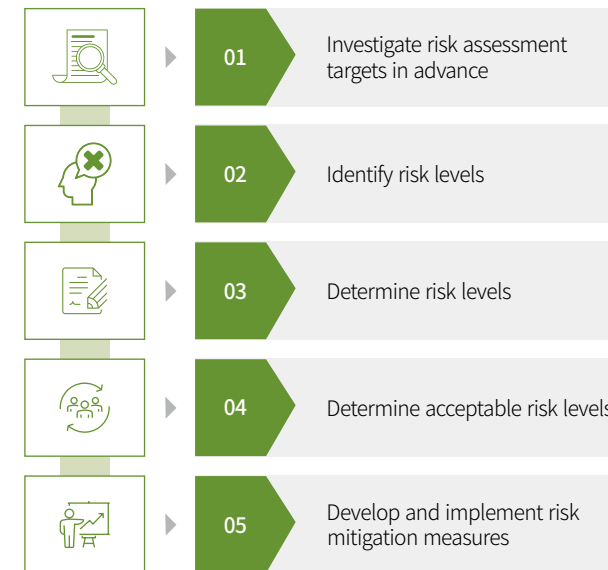 01
Investigate risk assessment
targets in advance
02
Identify risk levels
03
Determine risk levels
04
Determine acceptable risk levels
05
Develop and implement risk
mitigation measures